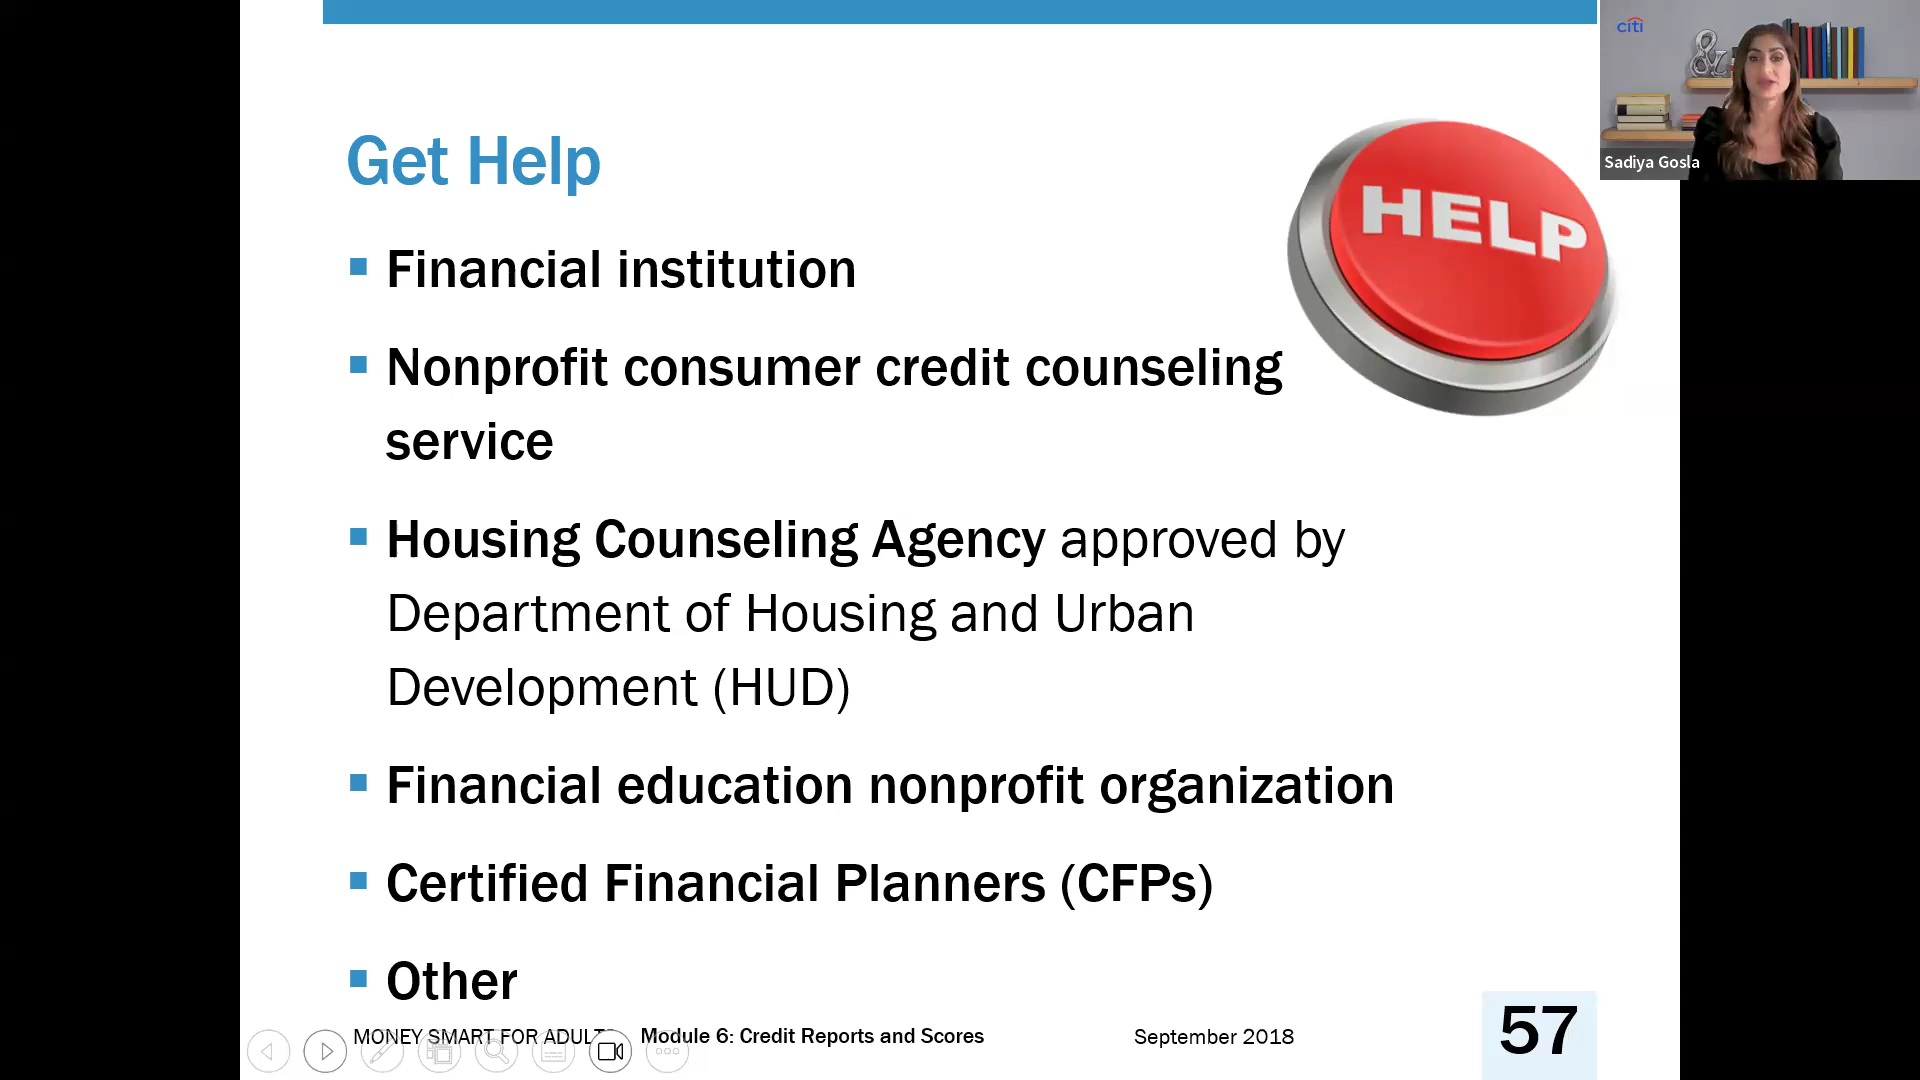 citi
&
Sadiya Gosla
Get Help
HELP
Financial institution
Nonprofit consumer credit counseling
service
Housing Counseling Agency approved by
Department of Housing and Urban
Development (HUD)
Financial education nonprofit organization
Certified Financial Planners (CFPs)
Other
MONEY SMART FOR ADULTS Module 6: Credit Reports and Scores September 2018 57